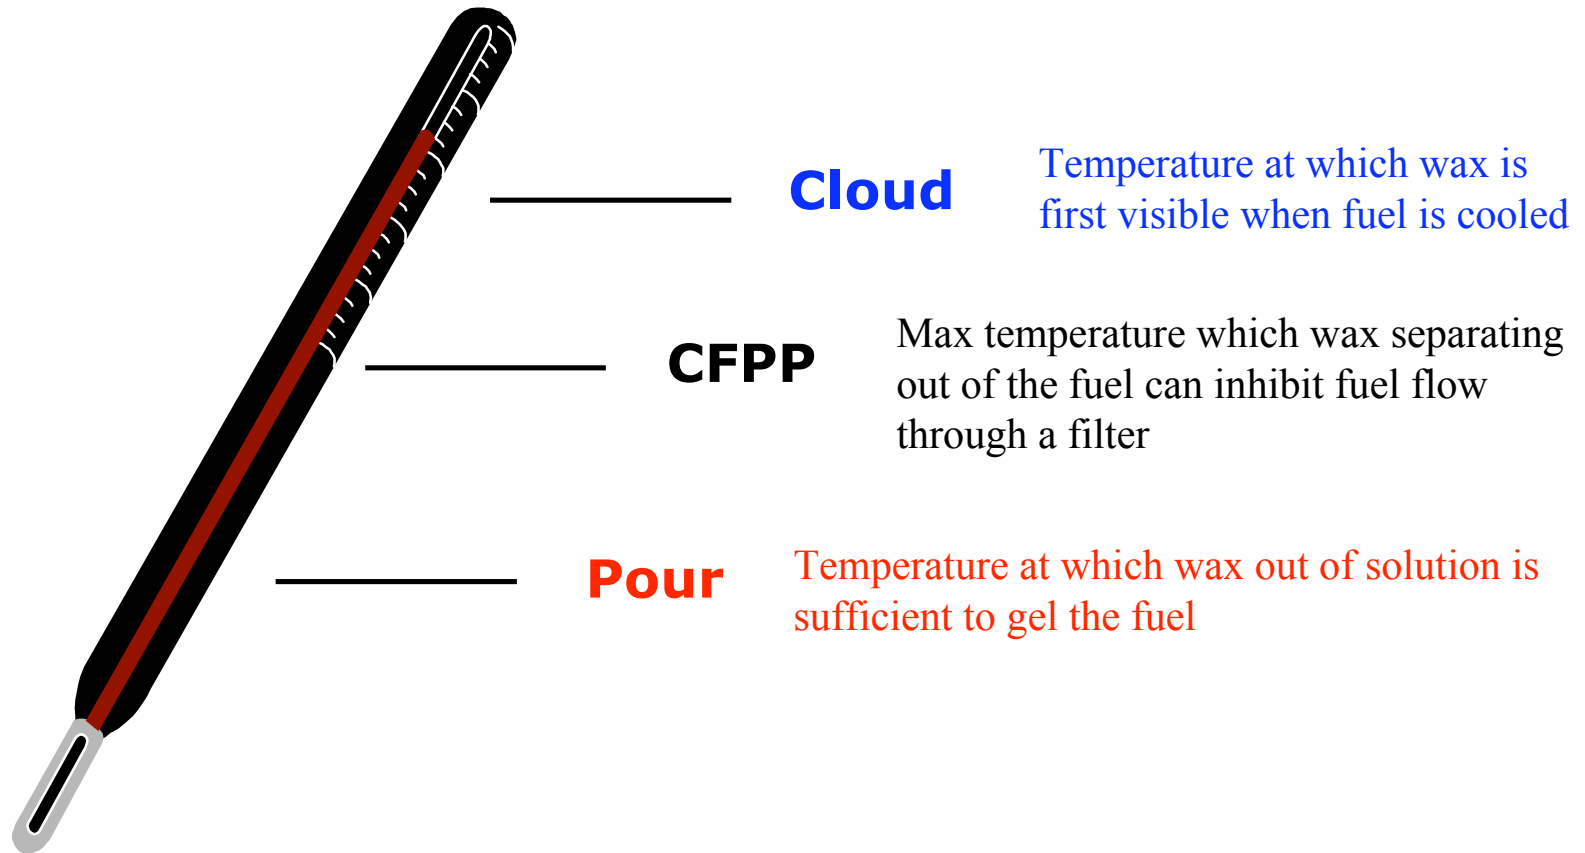 Cloud
Temperature at which wax is
first visible when fuel is cooled
CFPP
Max temperature which wax separating
out of the fuel can inhibit fuel flow
through a filter
Pour
Temperature at which wax out of solution is
sufficient to gel the fuel